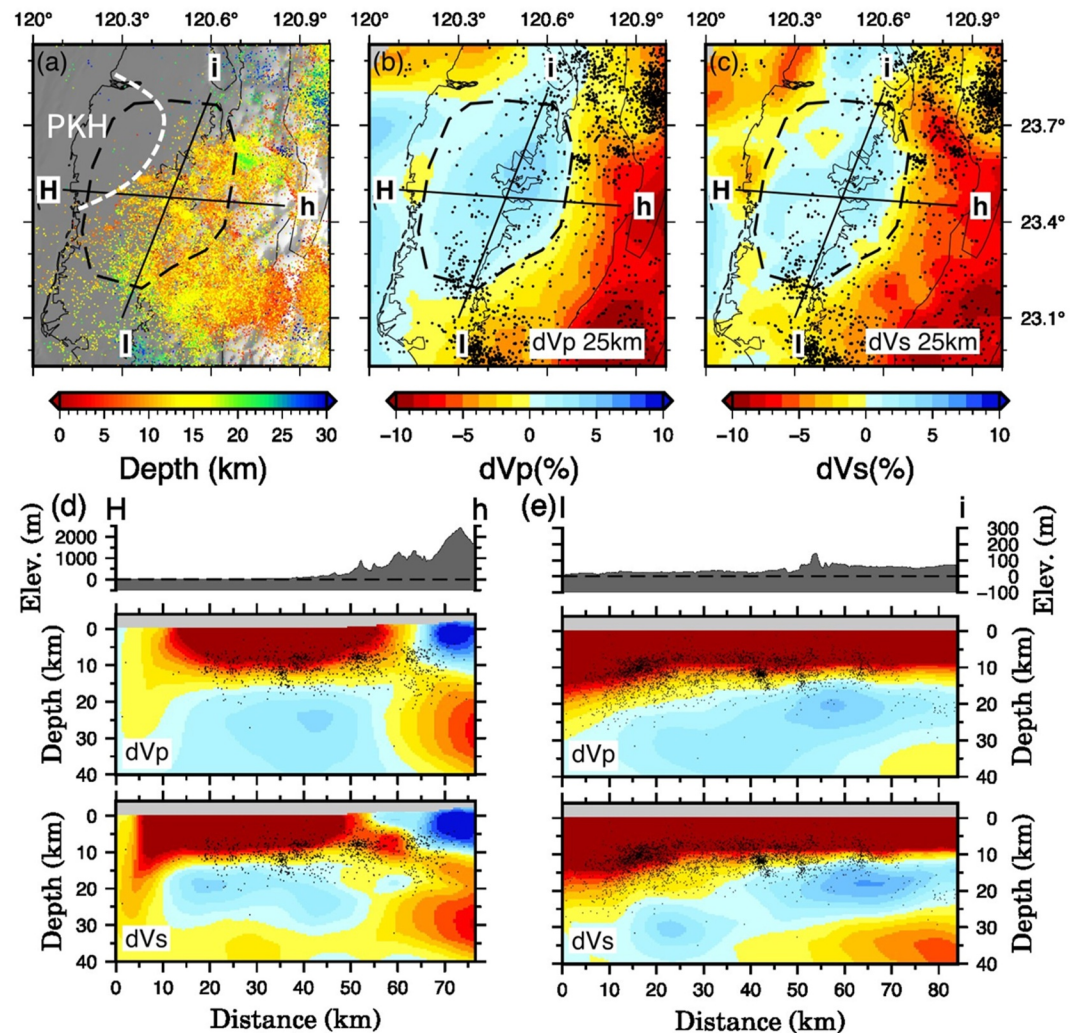 120° 120.3° 120.6° 120.9° 120° 120.3° 120.6° 120.9° 120° 120.3° 120.6° 120.9°
(a) i (b) i (c) i
PKH
23.7°
H h H h H h
23.4°
I I I
23.1°
dVp 25km dVs 25km
0 5 10 15 20 25 30 −10 −5 0 5 10 −10 −5 0 5 10
Depth (km) dVp(%) dVs(%)
(d) H h (e) I i
Elev. (m)
2000
1000
0
300
200
100
0
−100
Elev. (m)
Depth (km)
0
10
20
30
40
dVp
0
10
20
30
40
Depth (km)
dVp
Depth (km)
0
10
20
30
40
dVs
0
10
20
30
40
Depth (km)
dVs
0 10 20 30 40 50 60 70 0 10 20 30 40 50 60 70 80
Distance (km) Distance (km)